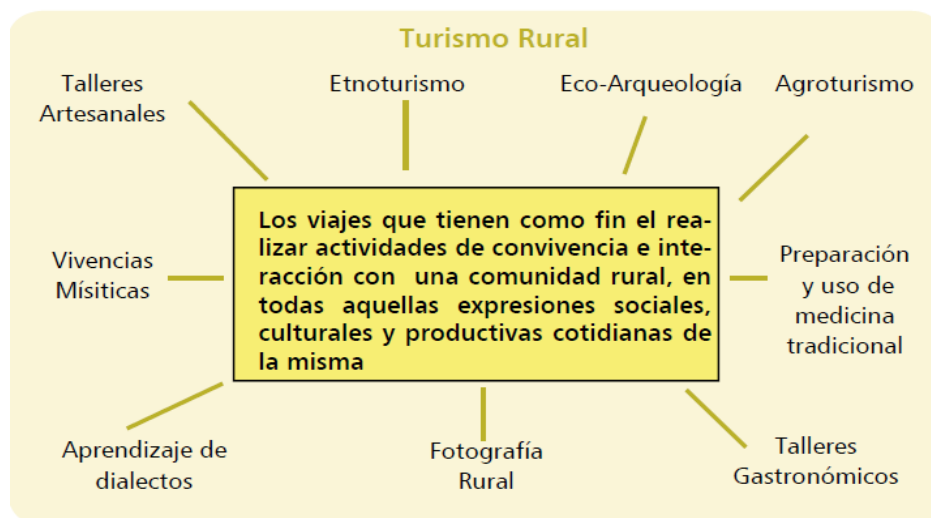 Turismo Rural
Talleres
Artesanales
Etnoturismo
Eco-Arqueología
Agroturismo
Los viajes que tienen como fin el rea-
lizar actividades de convivencia e inte-
racción con una comunidad rural, en
todas aquellas expresiones sociales,
culturales y productivas cotidianas de
la misma
Vivencias
Mísiticas
Preparación
y uso de
medicina
tradicional
Aprendizaje de
dialectos
Fotografía
Rural
Talleres
Gastronómicos